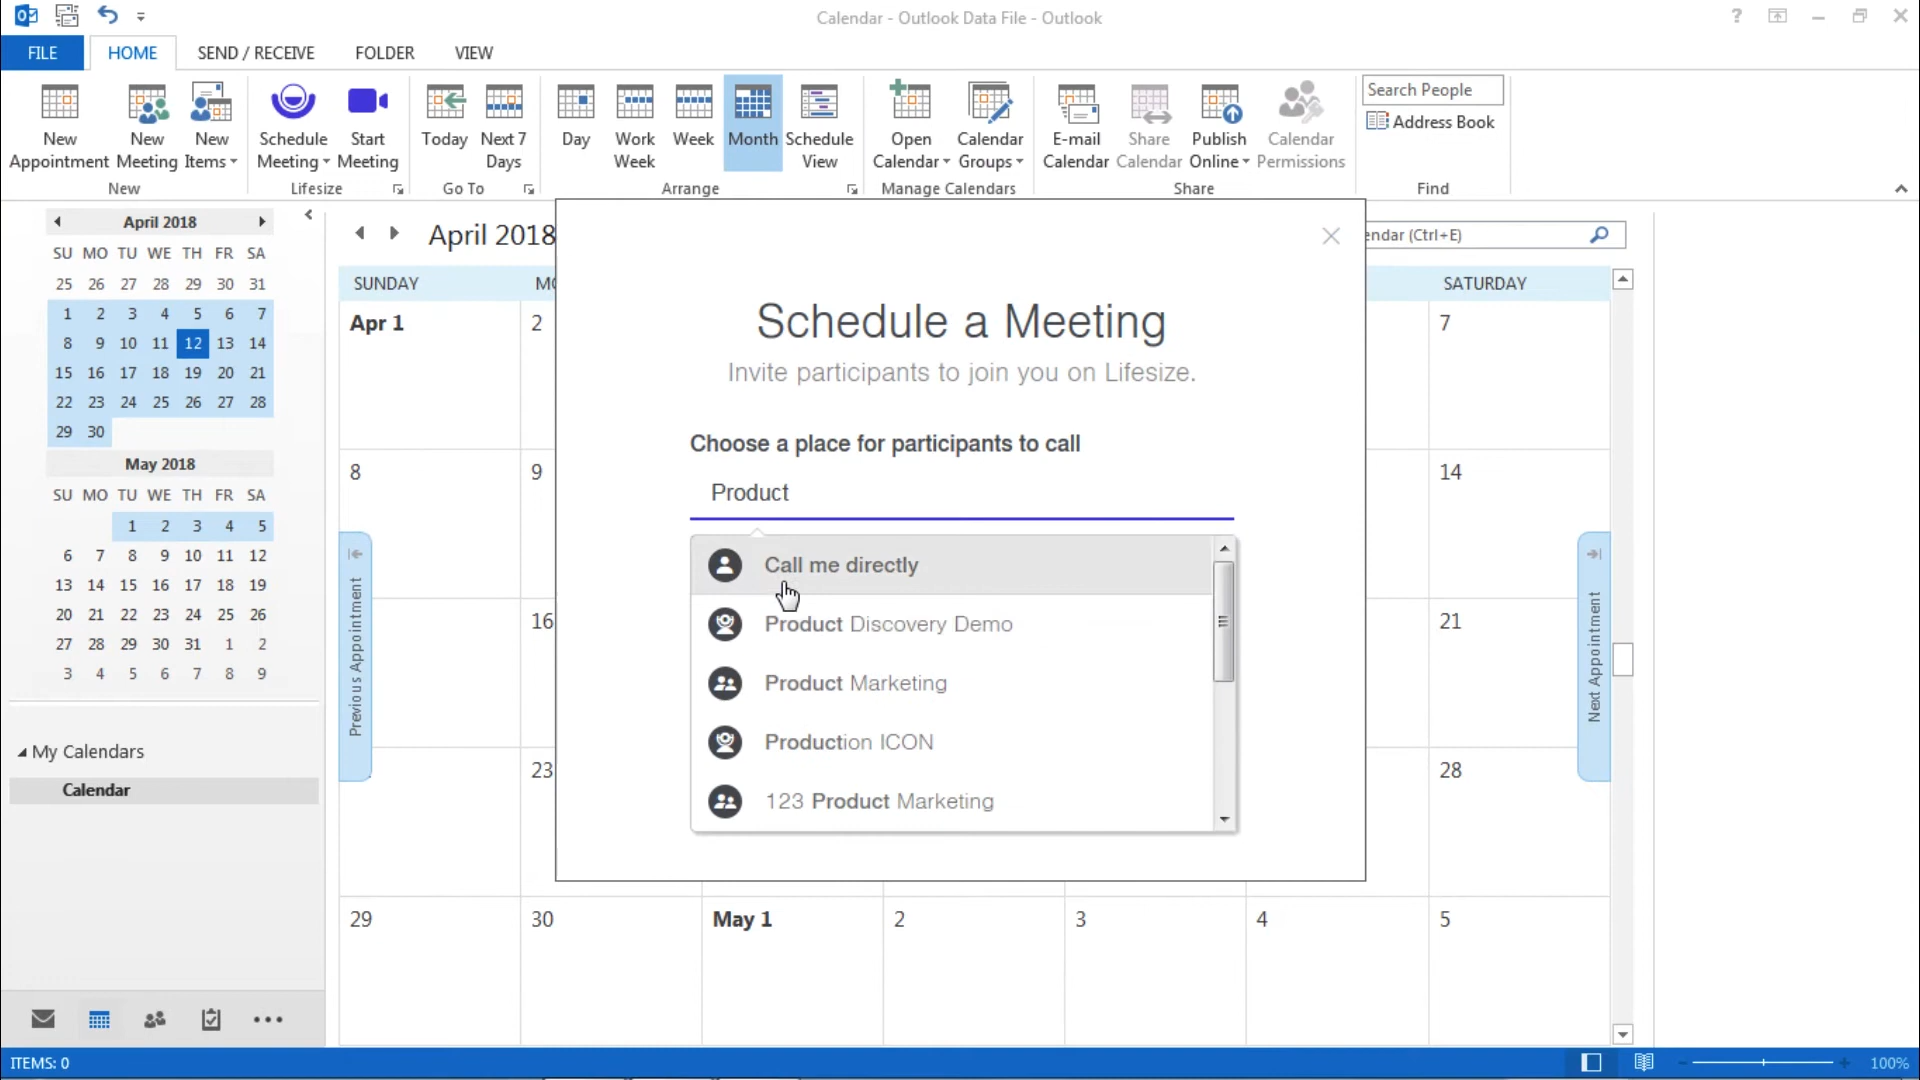 Calendar - Outlook Data File - Outlook
?
FILE HOME SEND / RECEIVE FOLDER VIEW
New Appointment
New Meeting
New Items
New
Schedule Meeting
Start Meeting
Lifesize
Today
Next 7 Days
Go To
Day
Work Week
Week
Month
Schedule View
Arrange
Open Calendar
Calendar Groups
Manage Calendars
E-mail Calendar
Share Calendar
Publish Online
Calendar Permissions
Share
Search People
Address Book
Find
April 2018
SU MO TU WE TH FR SA
25 26 27 28 29 30 31
1 2 3 4 5 6 7
8 9 10 11 12 13 14
15 16 17 18 19 20 21
22 23 24 25 26 27 28
29 30
May 2018
SU MO TU WE TH FR SA
1 2 3 4 5
6 7 8 9 10 11 12
13 14 15 16 17 18 19
20 21 22 23 24 25 26
27 28 29 30 31 1 2
3 4 5 6 7 8 9
My Calendars
Calendar
April 2018
endar (Ctrl+E)
SUNDAY MO SATURDAY
Apr 1 2 7
8 9 14
16 21
23 28
29 30 May 1 2 3 4 5
Previous Appointment
Next Appointment
Schedule a Meeting
Invite participants to join you on Lifesize.
Choose a place for participants to call
Product
Call me directly
Product Discovery Demo
Product Marketing
Production ICON
123 Product Marketing
ITEMS: 0
100%